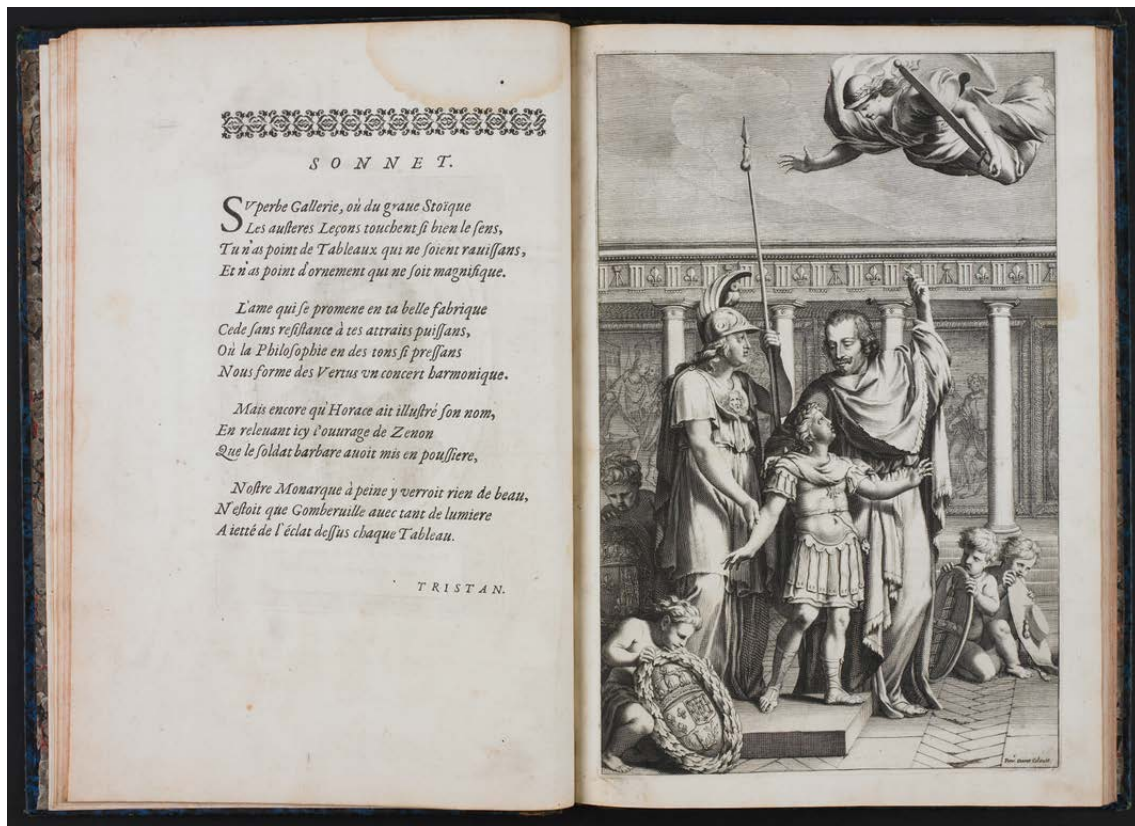 SONNET.
SVperbe Gallerie, où du graue Stoïque
Les austeres Leçons touchent si bien le sens,
Tu n'as point de Tableaux qui ne soient rauissans,
Et n'as point d'ornement qui ne soit magnifique.
L'ame qui se promene en ta belle fabrique
Cede sans resistance à tes attraits puissans,
Où la Philosophie en des tons si pressans
Nous forme des Vertus vn concert harmonique.
Mais encore qu'Horace ait illustré son nom,
En releuant icy l'ouurage de Zenon
Que le soldat barbare auoit mis en poussiere,
Nostre Monarque à peine y verroit rien de beau,
N'estoit que Gomberuille auec tant de lumiere
A ietté de l'éclat dessus chaque Tableau.
TRISTAN.